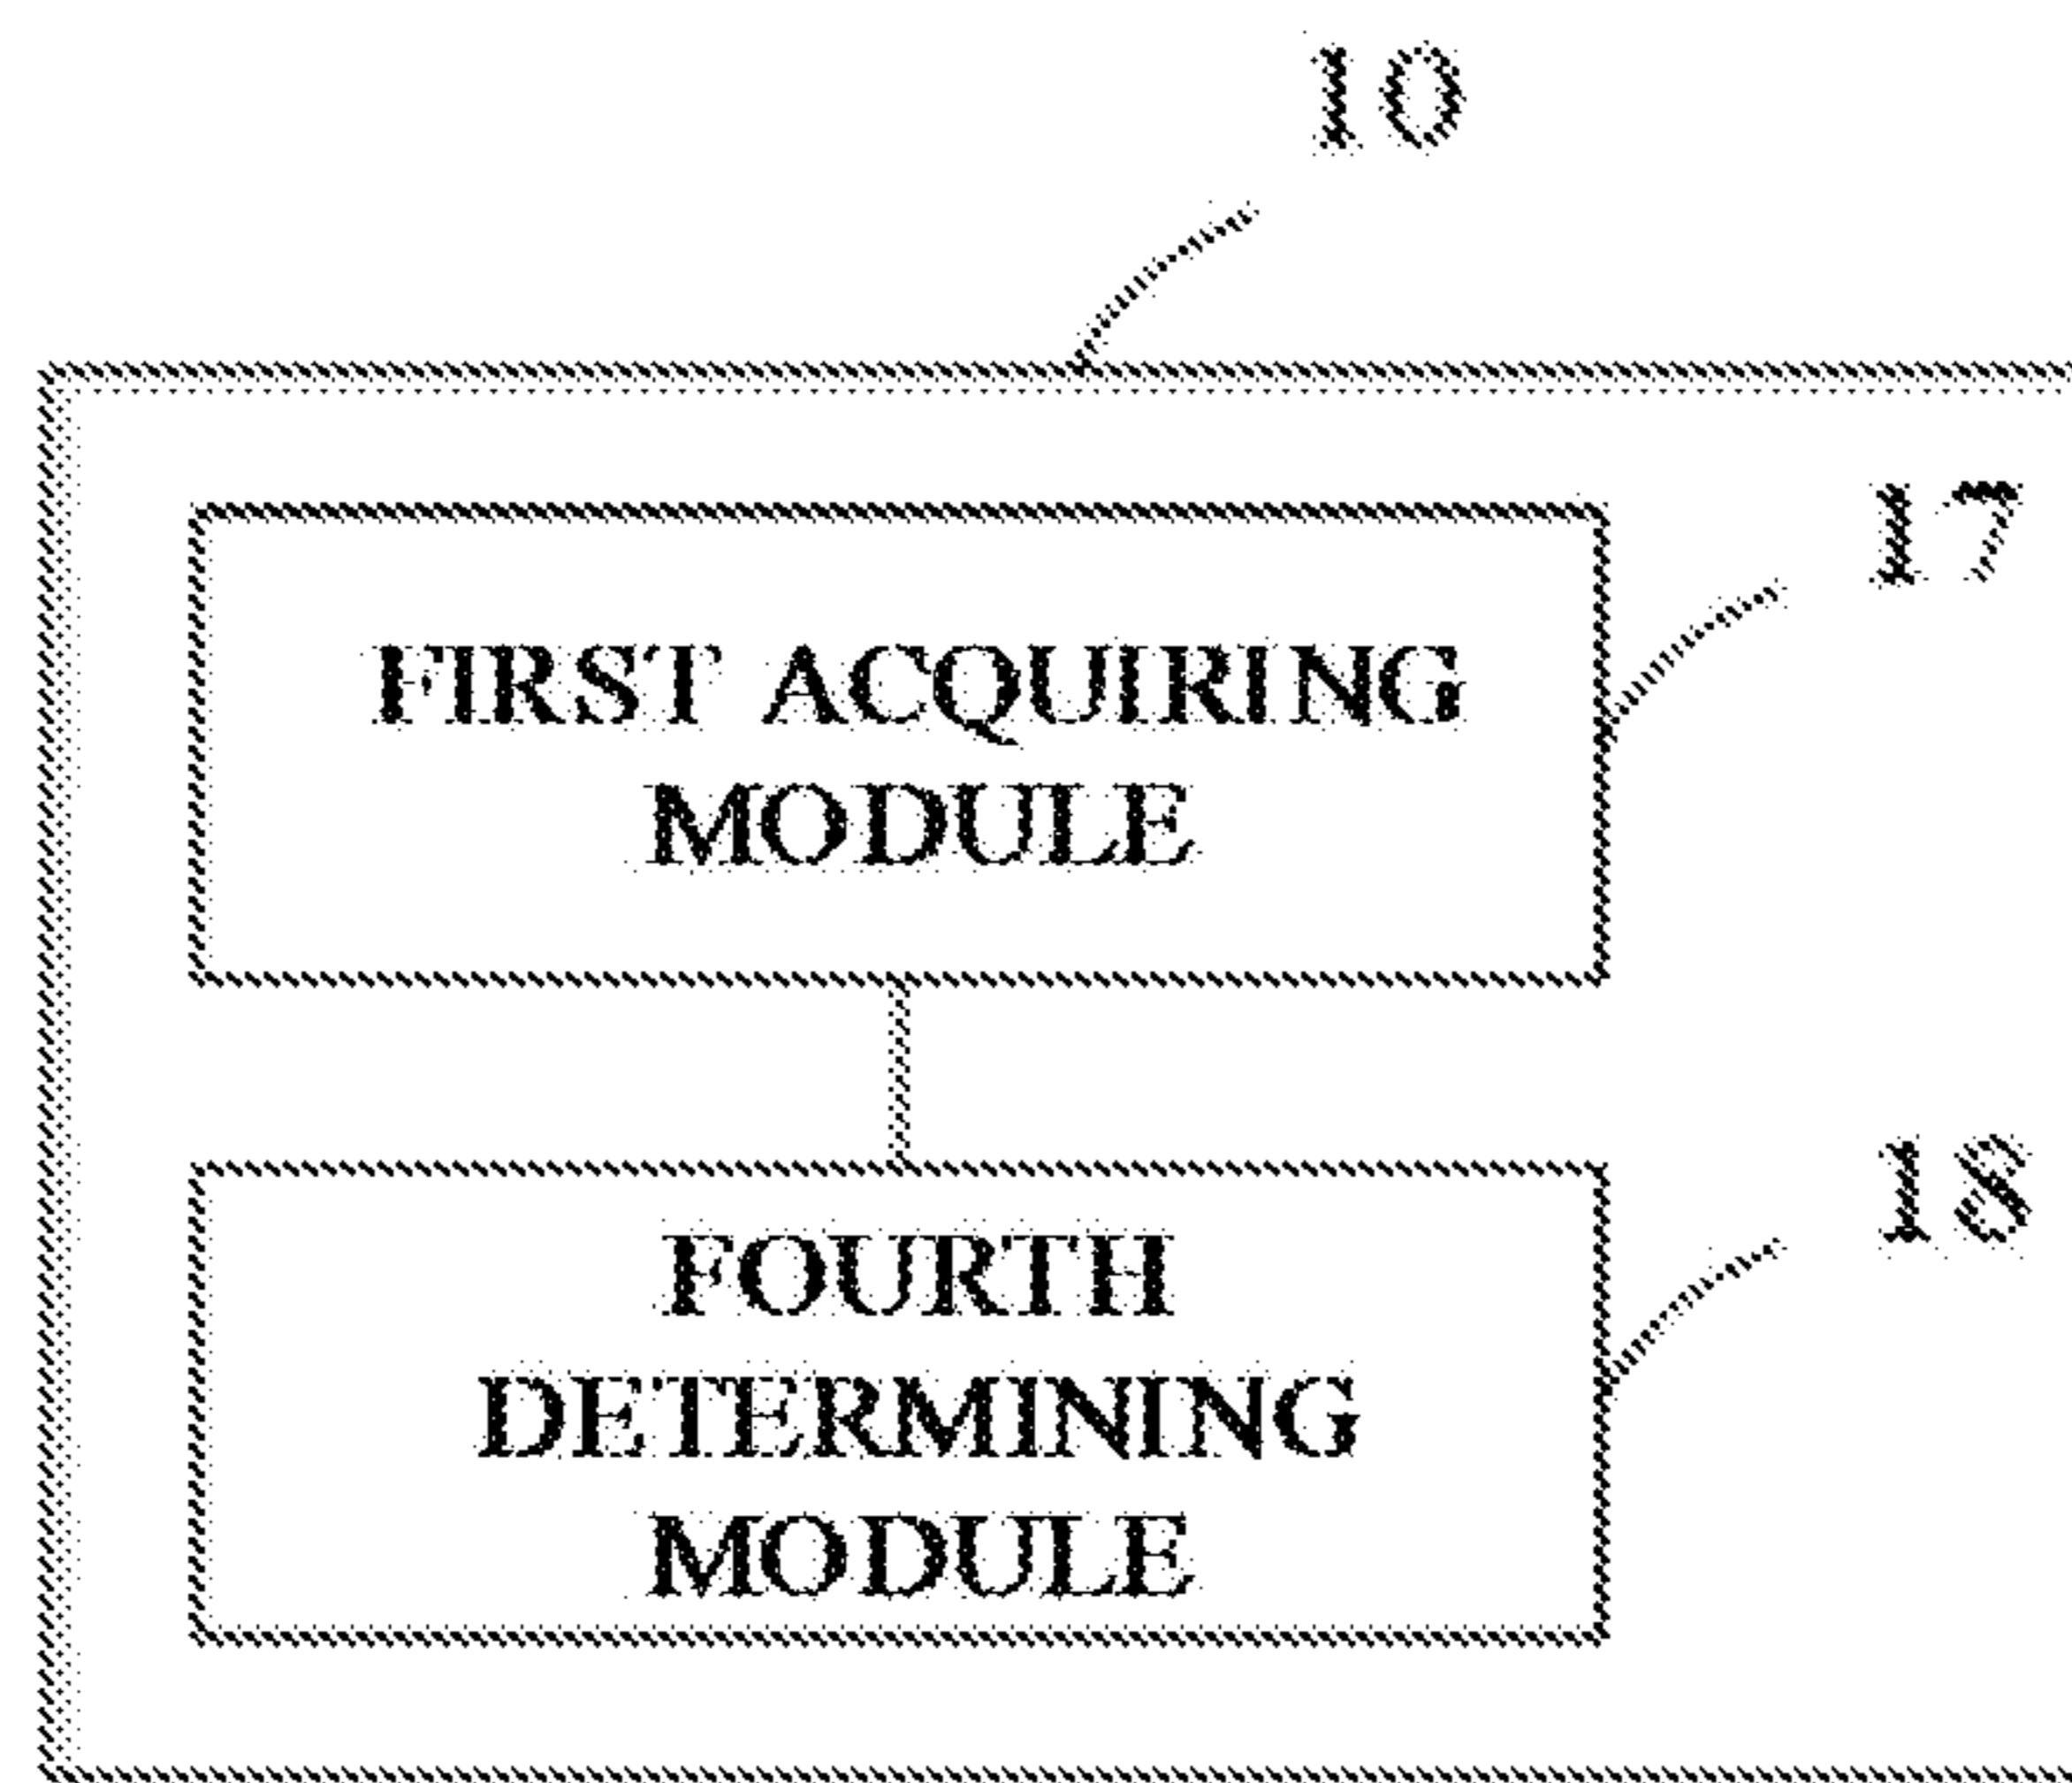 10
17
FIRST ACQUIRING
MODULE
18
FOURTH
DETERMINING
MODULE